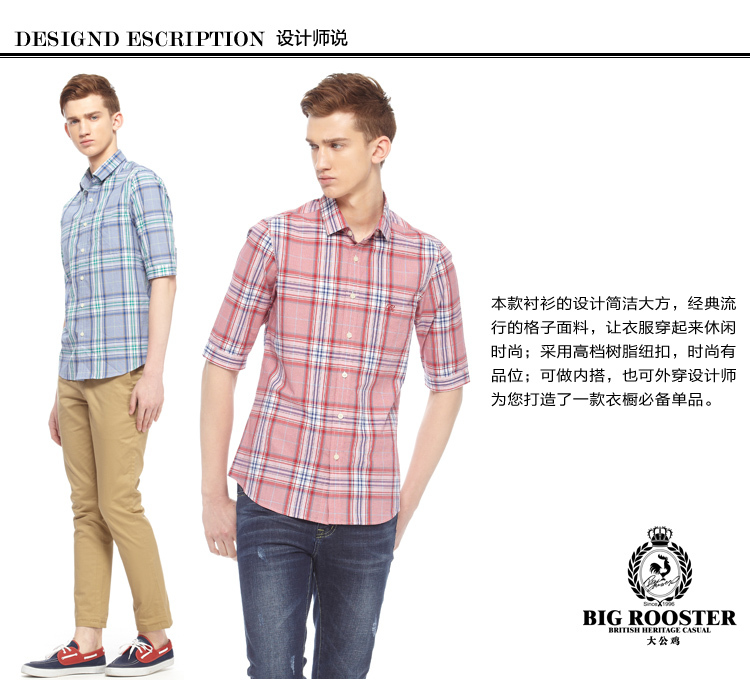 DESIGND ESCRIPTION 设计师说
本款衬衫的设计简洁大方，经典流
行的格子面料，让衣服穿起来休闲
时尚；采用高档树脂纽扣，时尚有
品位；可做内搭，也可外穿设计师
为您打造了一款衣橱必备单品。
Since 1996
BIG ROOSTER
BRITISH HERITAGE CASUAL
大公鸡